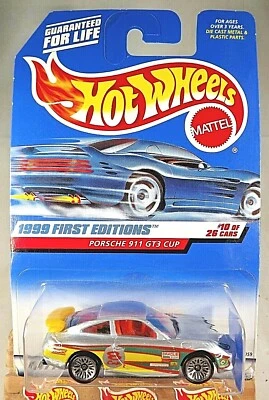 GUARANTEED
FOR LIFE
FOR AGES
OVER 3 YEARS.
DIE CAST METAL &
PLASTIC PARTS.
HOT WHEELS
MATTEL
1999 FIRST EDITIONS™
#10 OF
26 CARS
PORSCHE 911 GT3 CUP